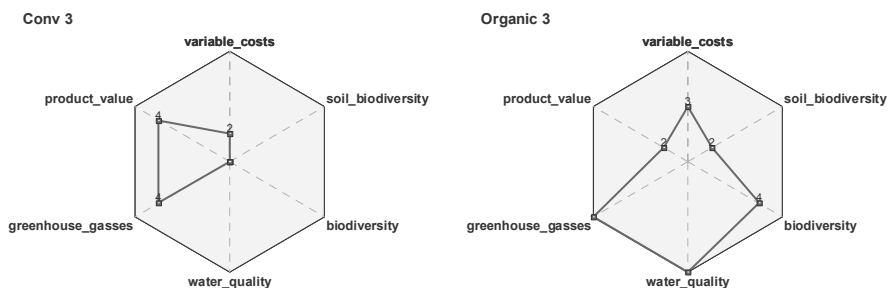 Conv 3
variable_costs
product_value
soil_biodiversity
4
2
4
greenhouse_gasses
biodiversity
water_quality
Organic 3
variable_costs
product_value
soil_biodiversity
3
2
2
4
greenhouse_gasses
biodiversity
water_quality